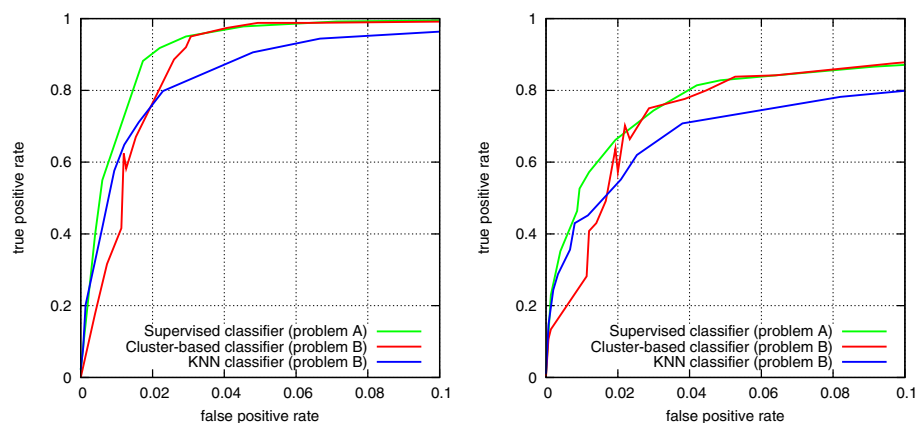 1
0.8
0.6
0.4
0.2
0
true positive rate
0
0.02
0.04
0.06
0.08
0.1
false positive rate
Supervised classifier (problem A)
Cluster-based classifier (problem B)
KNN classifier (problem B)
1
0.8
0.6
0.4
0.2
0
true positive rate
0
0.02
0.04
0.06
0.08
0.1
false positive rate
Supervised classifier (problem A)
Cluster-based classifier (problem B)
KNN classifier (problem B)